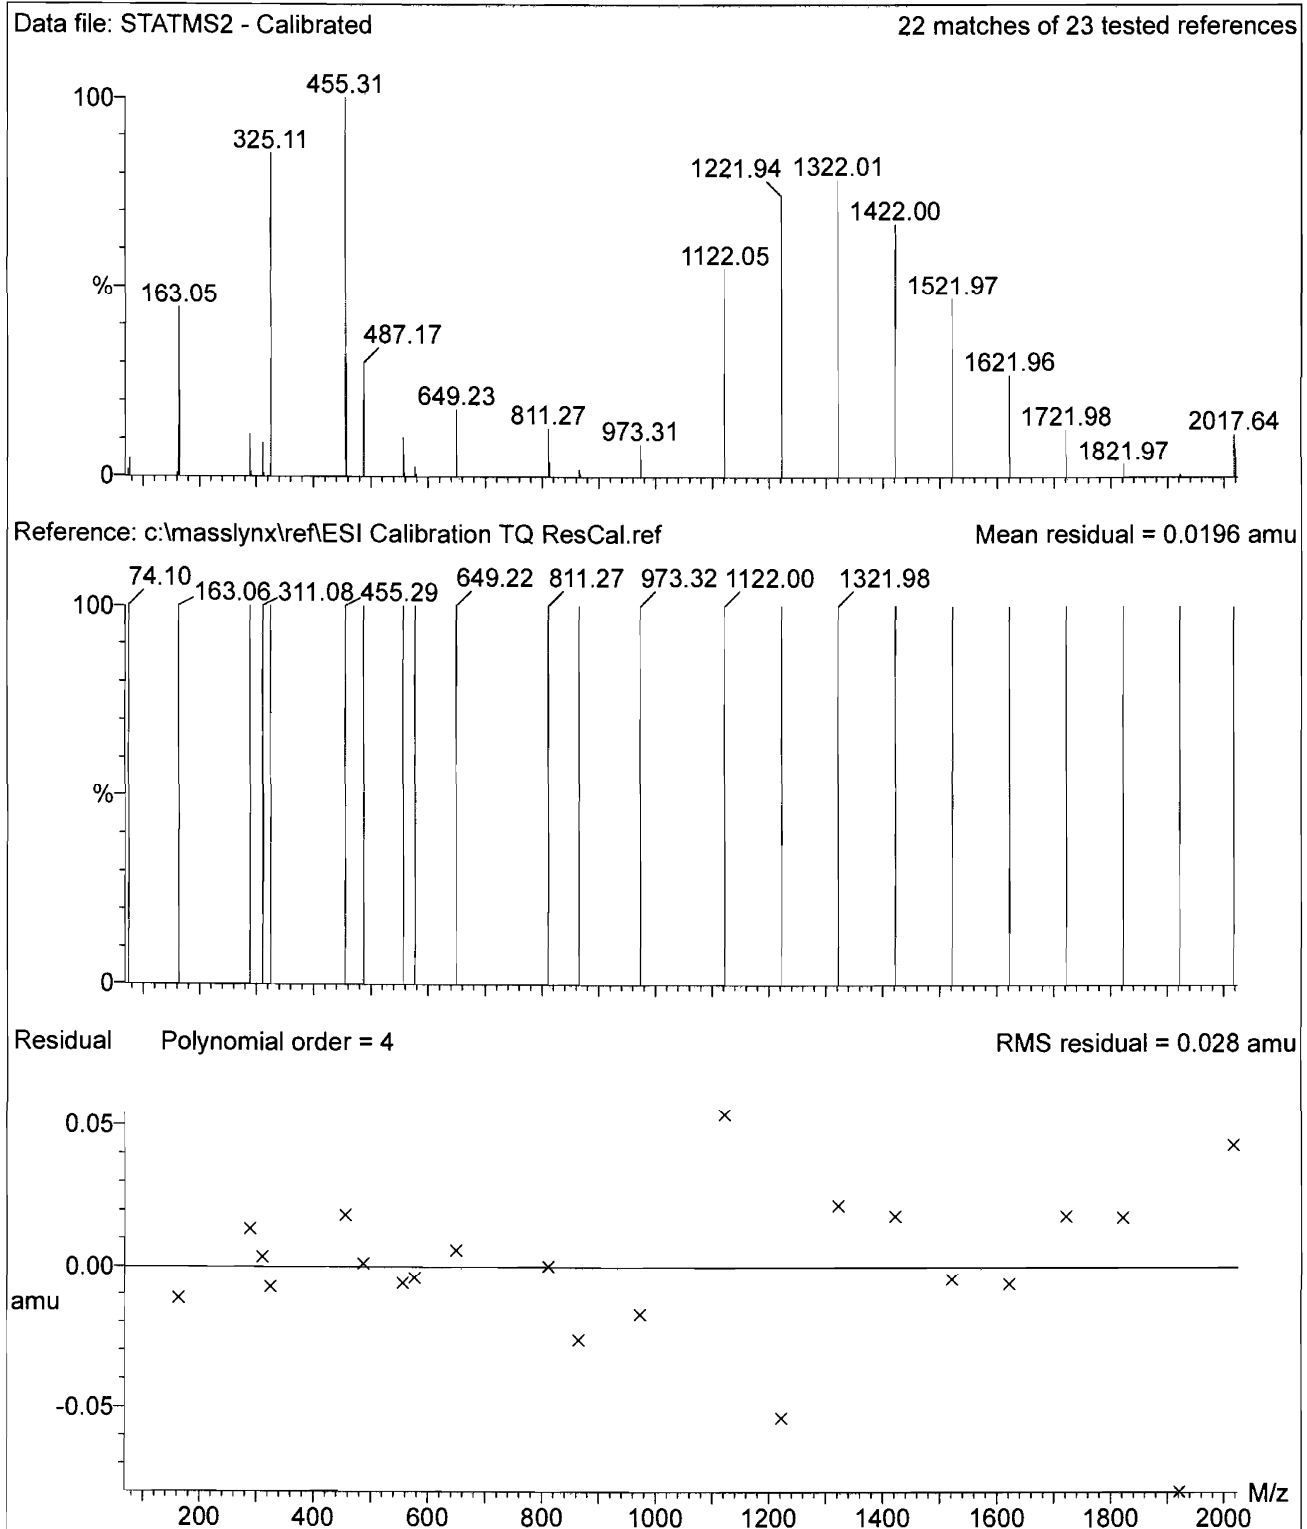 Data file: STATMS2 - Calibrated 22 matches of 23 tested references
455.31
100
325.11
1221.94 1322.01
1422.00
1122.05
% 163.05 1521.97
487.17
1621.96
649.23 811.27 973.31 1721.98 2017.64
1821.97
0
Reference: c:\masslynx\ref\ESI Calibration TQ ResCal.ref Mean residual = 0.0196 amu
74.10 163.06 311.08 455.29 649.22 811.27 973.32 1122.00 1321.98
100
%
0
Residual Polynomial order = 4 RMS residual = 0.028 amu
0.05
0.00
amu
-0.05
M/z
200 400 600 800 1000 1200 1400 1600 1800 2000